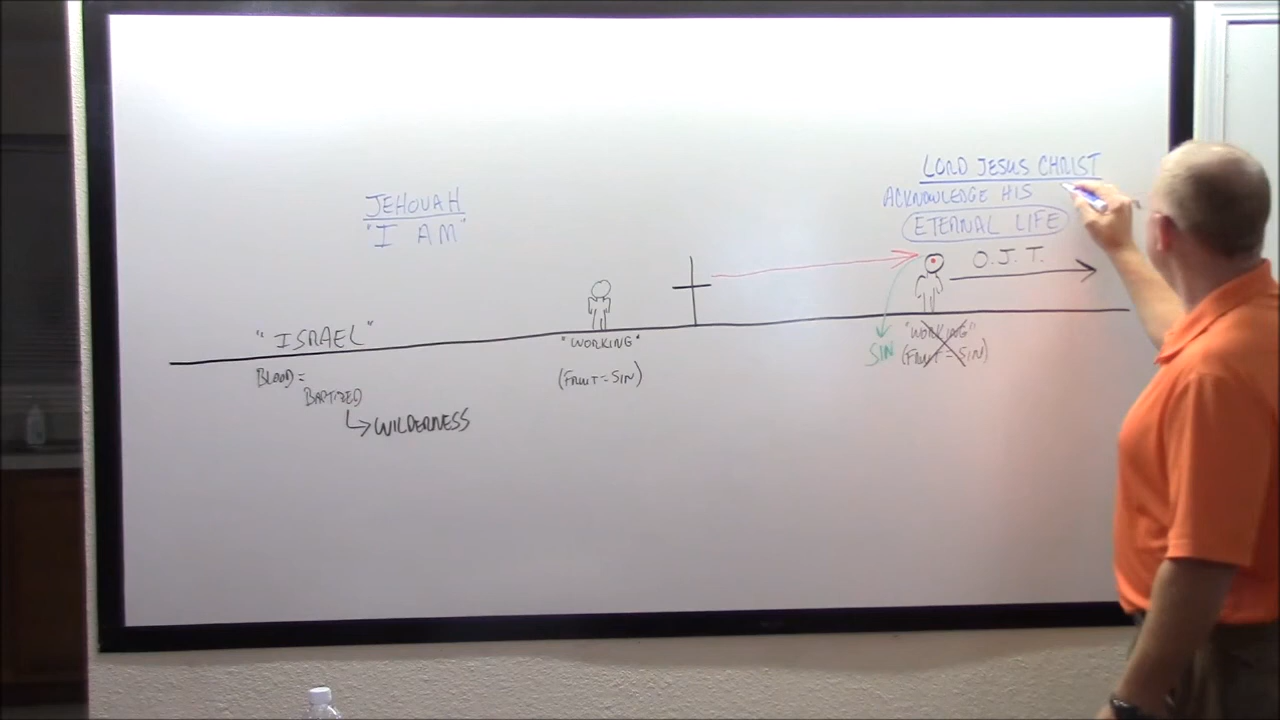 JEHOVAH
"I AM"
"ISRAEL"
BLOOD =
BAPTIZED
WILDERNESS
"WORKING"
(FRUIT = SIN)
LORD JESUS CHRIST
ACKNOWLEDGE HIS
ETERNAL LIFE
O.J.T.
SIN
"WORKING"
(FRUIT = SIN)